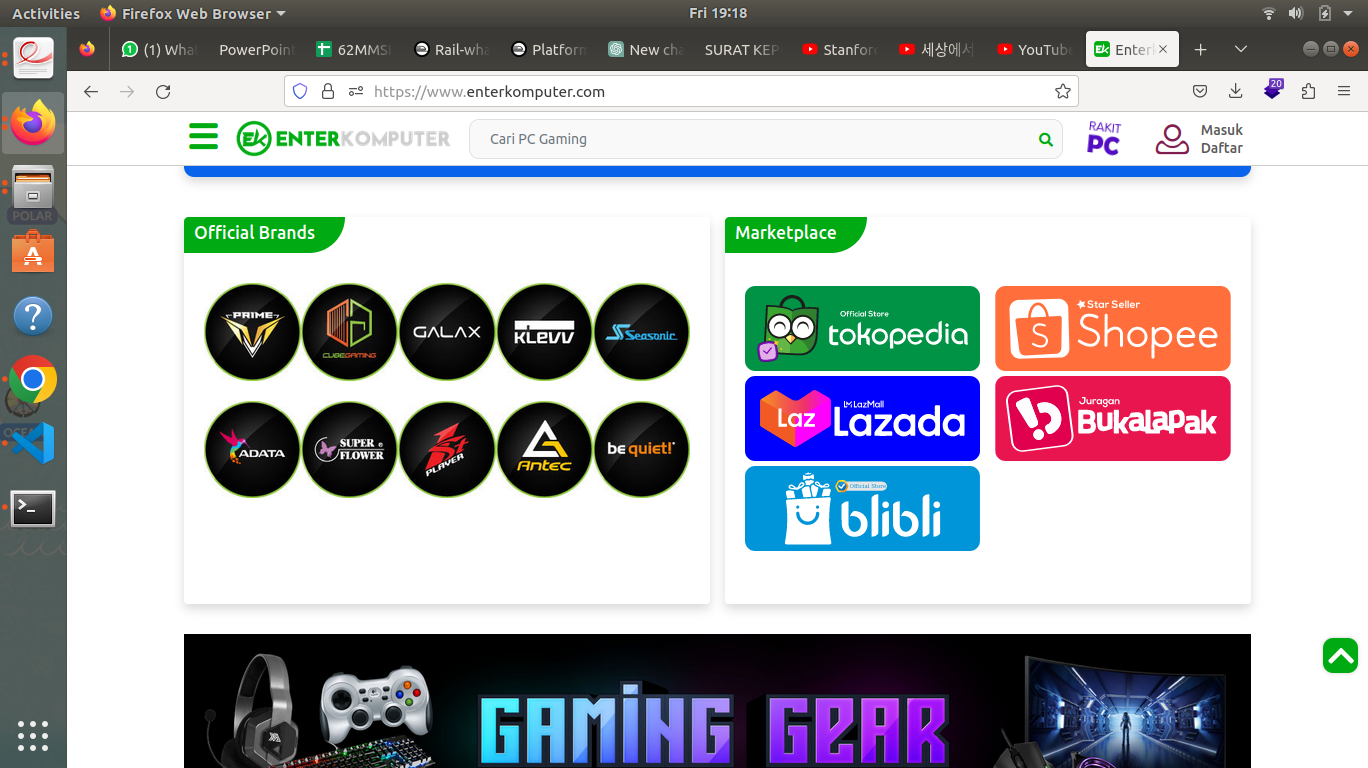 Activities
Firefox Web Browser
Fri 19:18
(1) Wha
PowerPoint
62MMS
Rail-wha
Platform
New cha
SURAT KEP
Stanford
세상에서
YouTube
Enter
https://www.enterkomputer.com
20
EK ENTERKOMPUTER
Cari PC Gaming
RAKIT
PC
Masuk
Daftar
POLAR
Official Brands
PRIME
CUBEGAMING
GALAX
KLEVV
Seasonic
ADATA
SUPER
FLOWER
PLAYER
Antec
be quiet!
Marketplace
Official Store
tokopedia
Star Seller
S Shopee
Laz
LazMall
Lazada
Juragan
BukaLapak
Official Store
blibli
GAMING GEAR